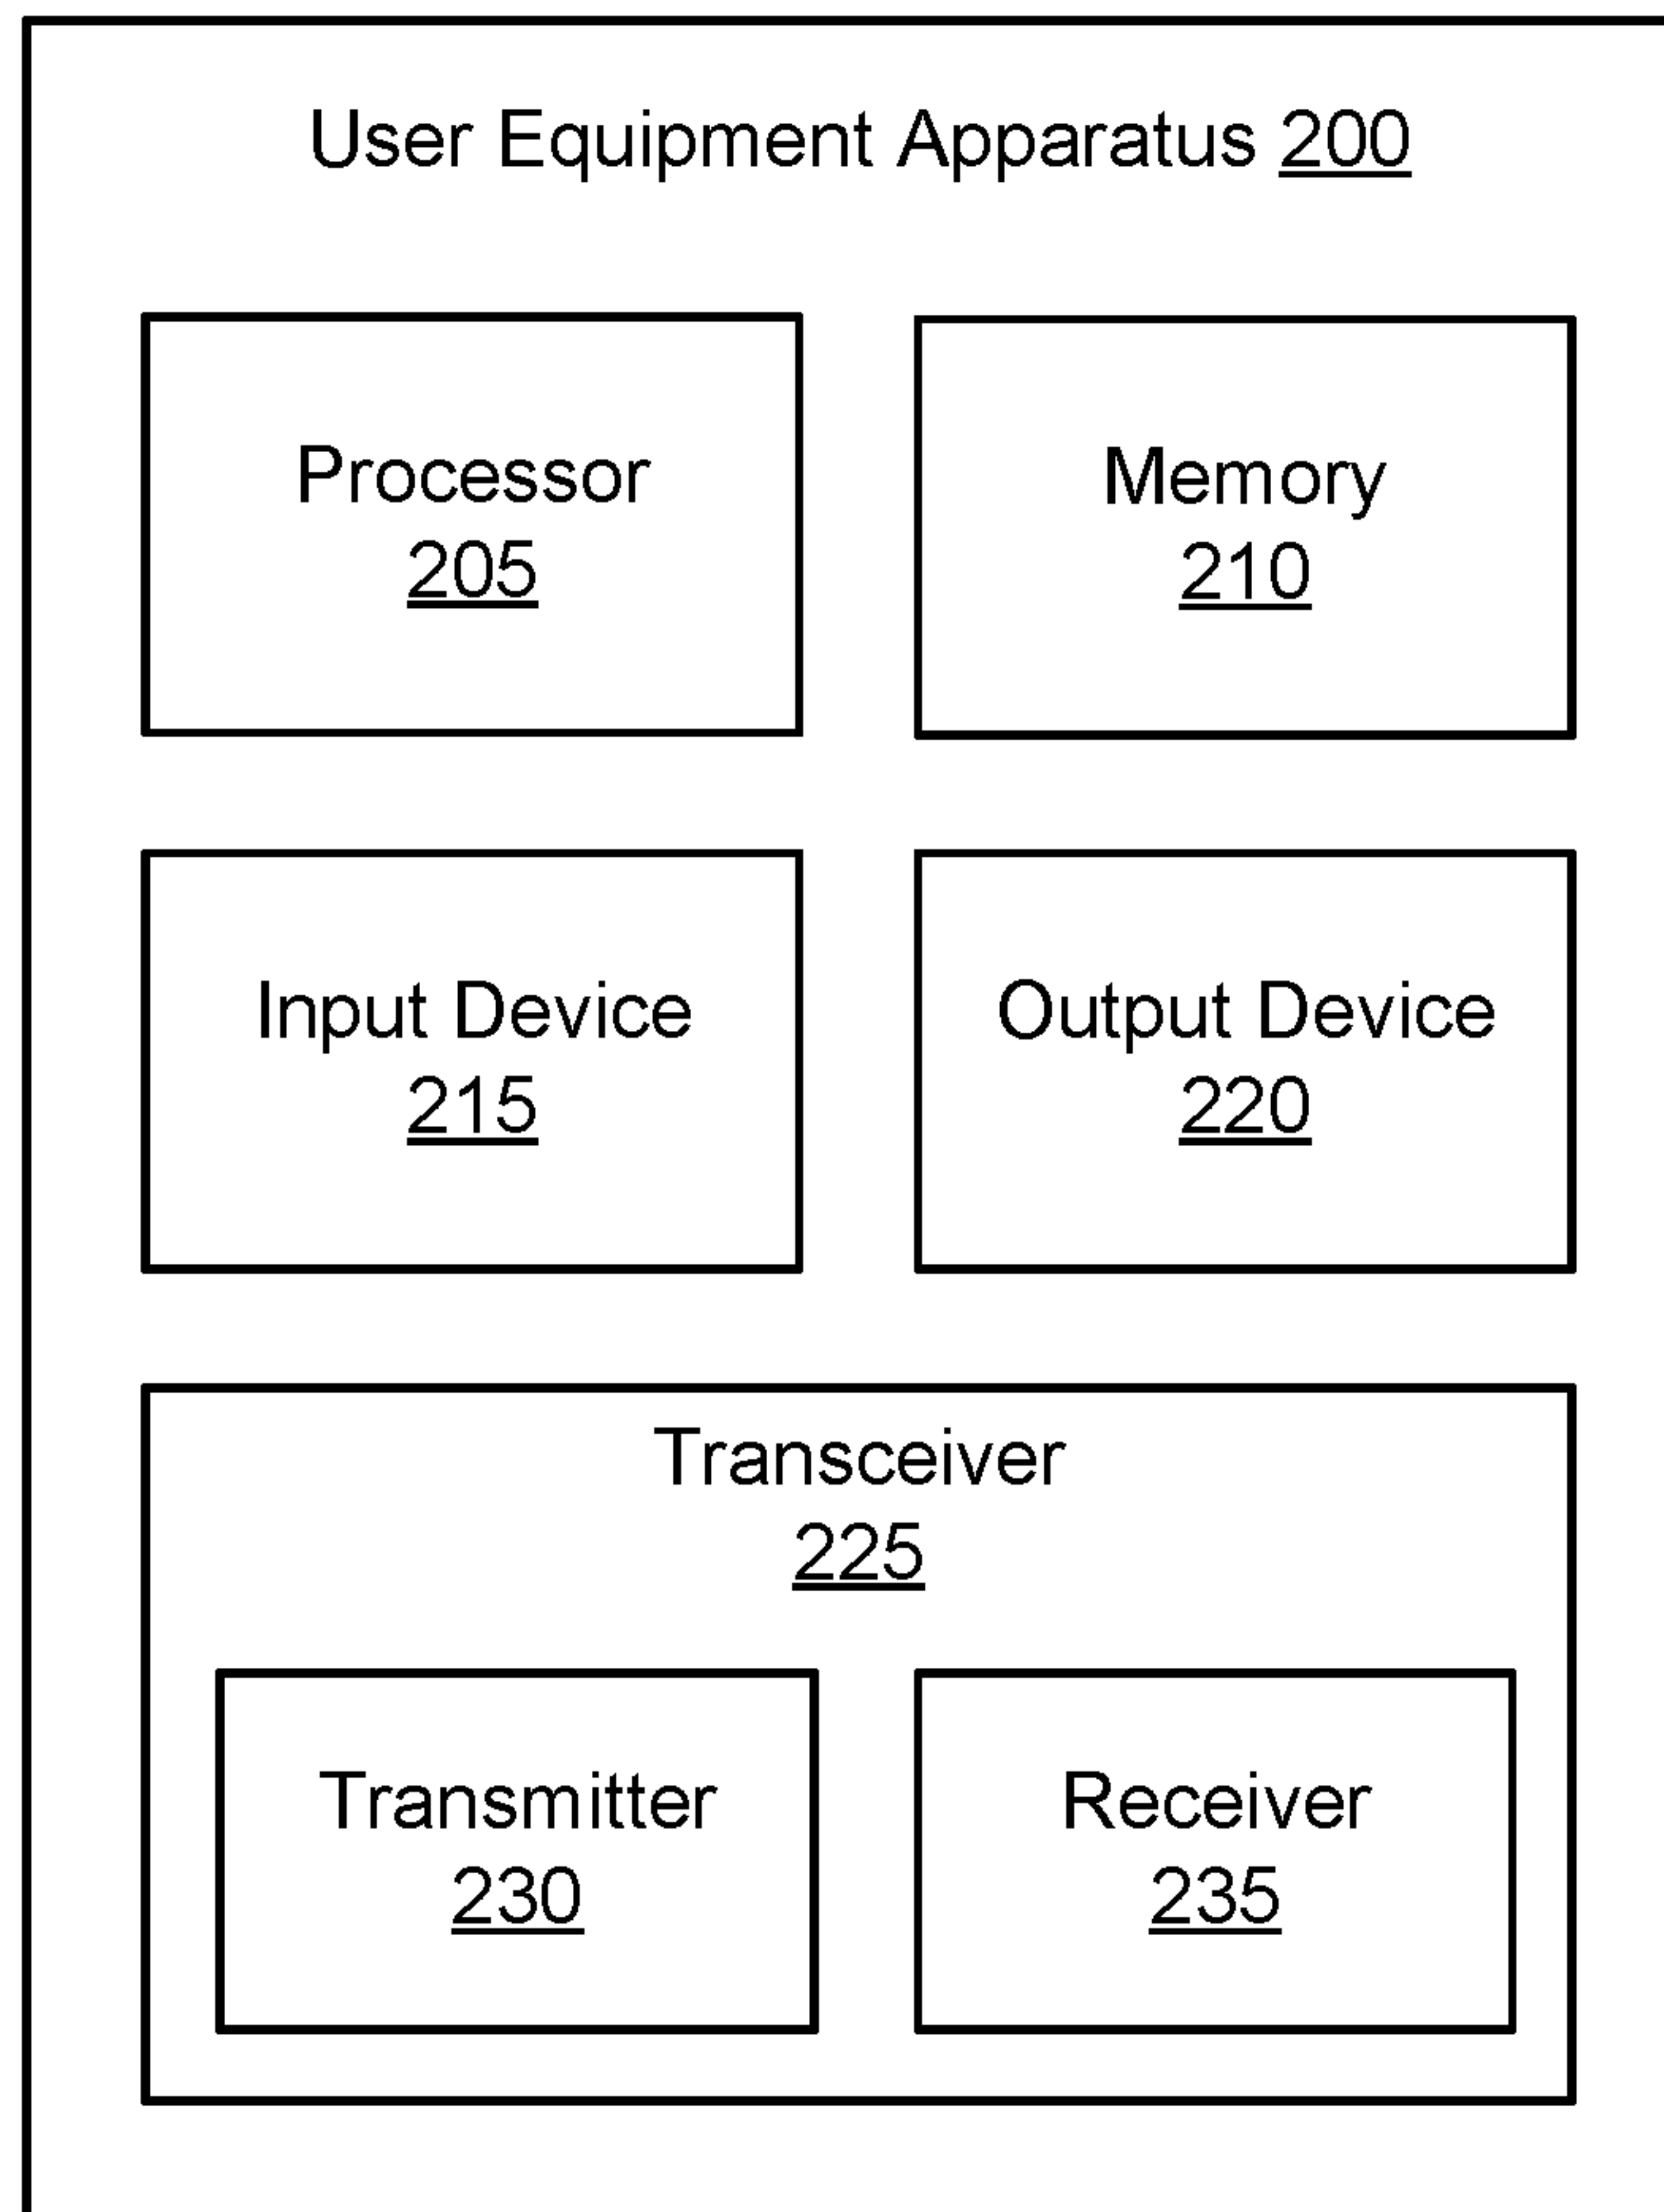 User Equipment Apparatus 200
Processor
205
Memory
210
Input Device
215
Output Device
220
Transceiver
225
Transmitter
230
Receiver
235